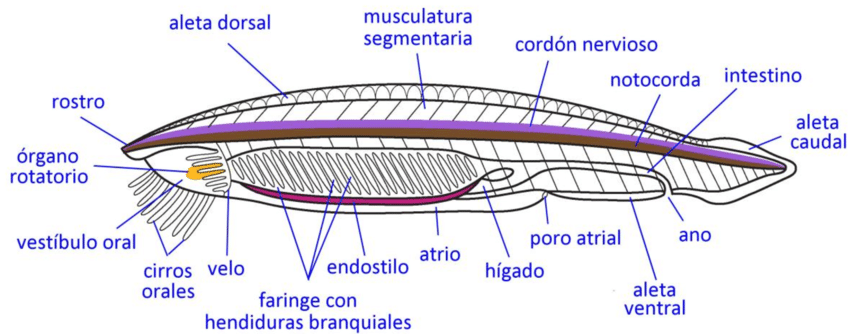 aleta dorsal
musculatura
segmentaria
cordón nervioso
notocorda
intestino
rostro
aleta
caudal
órgano
rotatorio
vestíbulo oral
cirros
orales
velo
faringe con
hendiduras branquiales
endostilo
atrio
hígado
poro atrial
ano
aleta
ventral